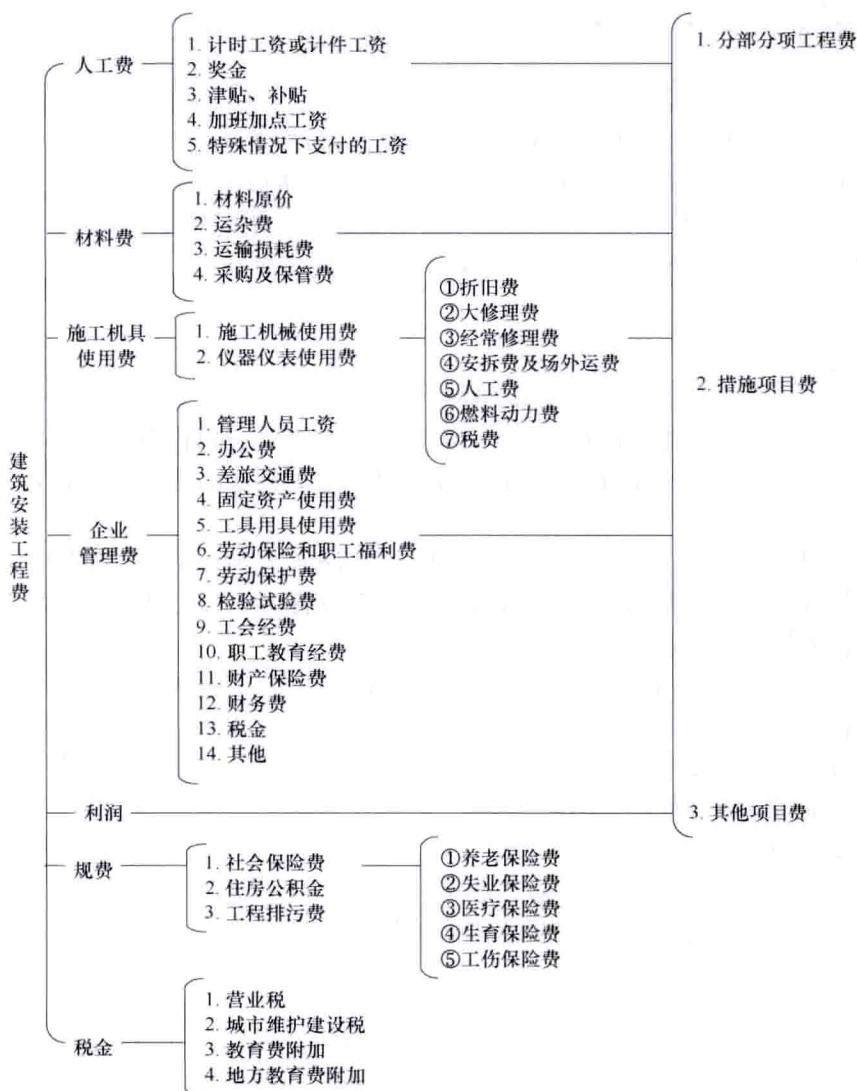 建筑安装工程费
人工费
1. 计时工资或计件工资
2. 奖金
3. 津贴、补贴
4. 加班加点工资
5. 特殊情况下支付的工资
材料费
1. 材料原价
2. 运杂费
3. 运输损耗费
4. 采购及保管费
施工机具
使用费
1. 施工机械使用费
2. 仪器仪表使用费
①折旧费
②大修理费
③经常修理费
④安拆费及场外运费
⑤人工费
⑥燃料动力费
⑦税费
企业
管理费
1. 管理人员工资
2. 办公费
3. 差旅交通费
4. 固定资产使用费
5. 工具用具使用费
6. 劳动保险和职工福利费
7. 劳动保护费
8. 检验试验费
9. 工会经费
10. 职工教育经费
11. 财产保险费
12. 财务费
13. 税金
14. 其他
利润
1. 分部分项工程费
2. 措施项目费
3. 其他项目费
规费
1. 社会保险费
2. 住房公积金
3. 工程排污费
①养老保险费
②失业保险费
③医疗保险费
④生育保险费
⑤工伤保险费
税金
1. 营业税
2. 城市维护建设税
3. 教育费附加
4. 地方教育费附加